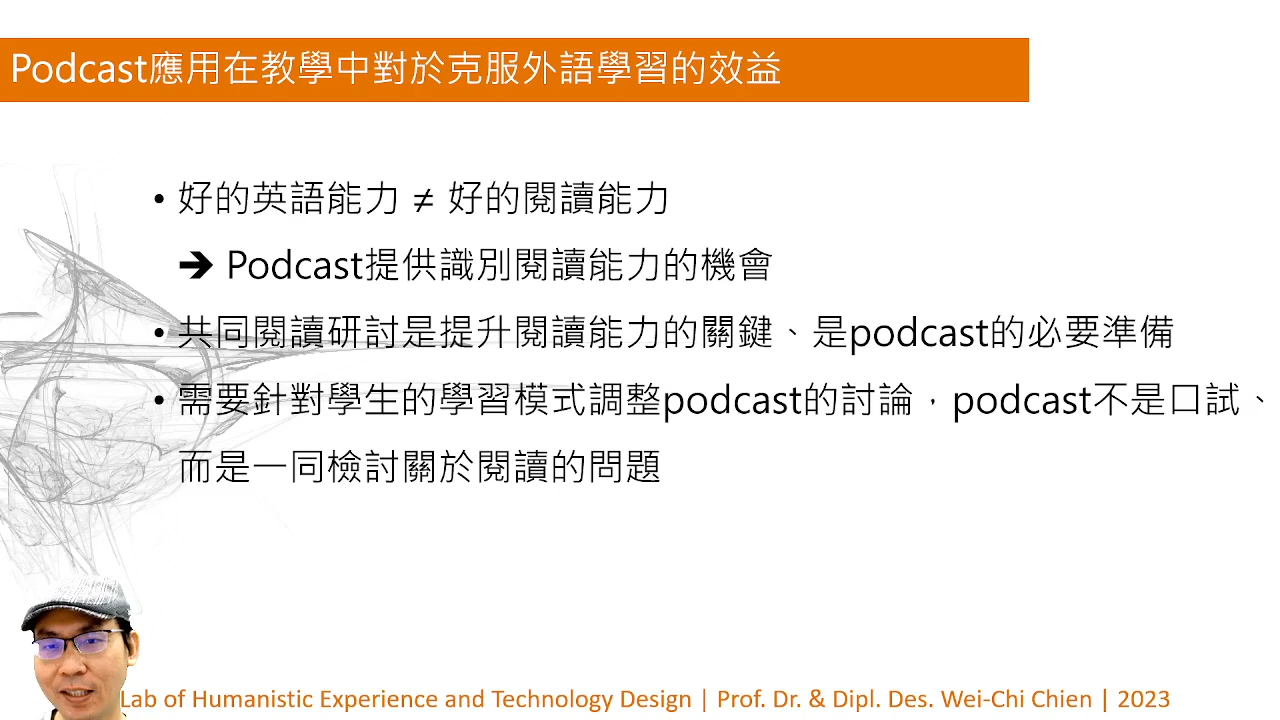 Podcast應用在教學中對於克服外語學習的效益
• 好的英語能力 ≠ 好的閱讀能力
➔ Podcast提供識別閱讀能力的機會
• 共同閱讀研討是提升閱讀能力的關鍵、是podcast的必要準備
• 需要針對學生的學習模式調整podcast的討論，podcast不是口試、
而是一同檢討關於閱讀的問題
Lab of Humanistic Experience and Technology Design | Prof. Dr. & Dipl. Des. Wei-Chi Chien | 2023